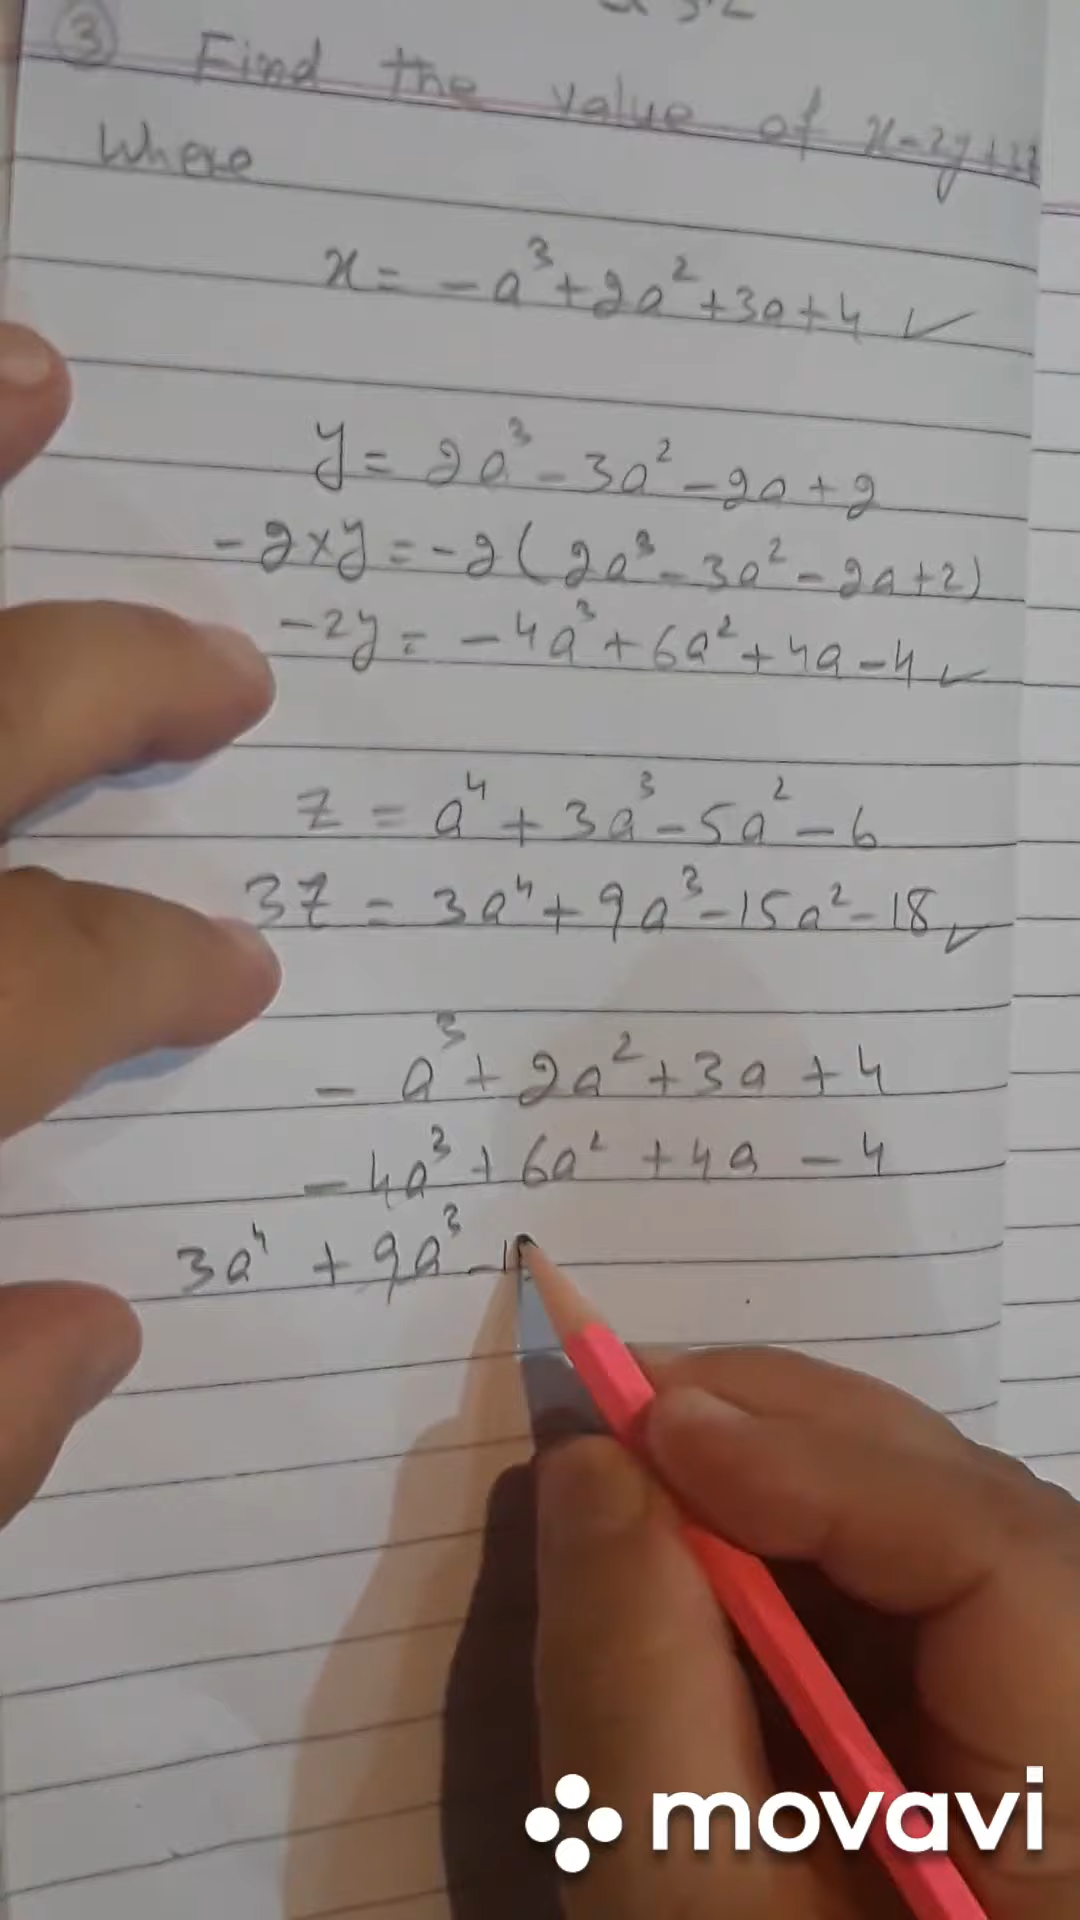 ③ Find the value of x-2y+3z
Where
x = -a³+2a²+3a+4 ✓
y = 2a³-3a²-2a+2
-2×y = -2(2a³-3a²-2a+2)
-2y = -4a³+6a²+4a-4 ✓
z = a⁴+3a³-5a²-6
3z = 3a⁴+9a³-15a²-18 ✓
- a³+2a²+3a+4
-4a³+6a²+4a-4
3a⁴+9a³-1
movavi